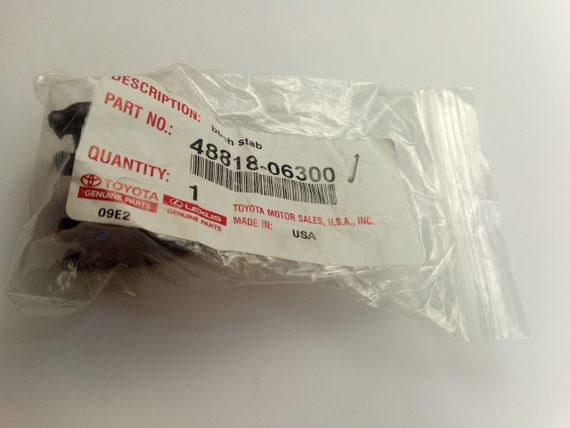 DESCRIPTION:
bush stab
PART NO.:
48818-06300
QUANTITY:
1
TOYOTA
GENUINE PARTS
LEXUS
GENUINE PARTS
TOYOTA MOTOR SALES, U.S.A., INC.
MADE IN:
USA
09E2